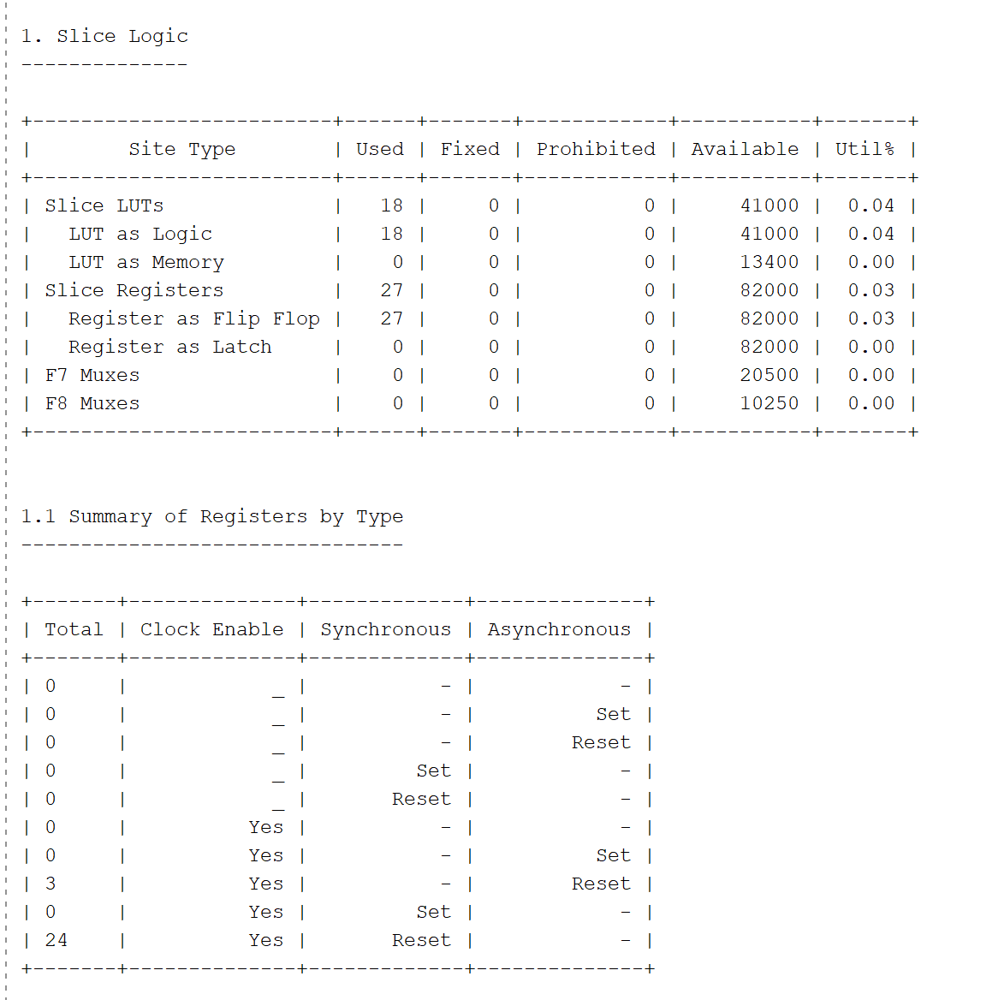 1. Slice Logic
--------------
+-------------------------+------+-------+------------+-----------+-------+
|        Site Type        | Used | Fixed | Prohibited | Available | Util% |
+-------------------------+------+-------+------------+-----------+-------+
| Slice LUTs              |   18 |     0 |          0 |     41000 |  0.04 |
|   LUT as Logic          |   18 |     0 |          0 |     41000 |  0.04 |
|   LUT as Memory         |    0 |     0 |          0 |     13400 |  0.00 |
| Slice Registers         |   27 |     0 |          0 |     82000 |  0.03 |
|   Register as Flip Flop |   27 |     0 |          0 |     82000 |  0.03 |
|   Register as Latch     |    0 |     0 |          0 |     82000 |  0.00 |
| F7 Muxes                |    0 |     0 |          0 |     20500 |  0.00 |
| F8 Muxes                |    0 |     0 |          0 |     10250 |  0.00 |
+-------------------------+------+-------+------------+-----------+-------+
1.1 Summary of Registers by Type
--------------------------------
+-------+--------------+-------------+--------------+
| Total | Clock Enable | Synchronous | Asynchronous |
+-------+--------------+-------------+--------------+
| 0     |            _ |           - |            - |
| 0     |            _ |           - |          Set |
| 0     |            _ |           - |        Reset |
| 0     |            _ |         Set |            - |
| 0     |            _ |       Reset |            - |
| 0     |          Yes |           - |            - |
| 0     |          Yes |           - |          Set |
| 3     |          Yes |           - |        Reset |
| 0     |          Yes |         Set |            - |
| 24    |          Yes |       Reset |            - |
+-------+--------------+-------------+--------------+